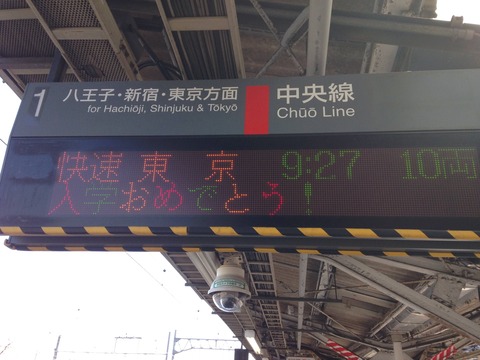 1
八王子・新宿・東京方面
for Hachiōji, Shinjuku & Tōkyō
中央線
Chūō Line
快速 東 京 9:27 10両
入学おめでとう!